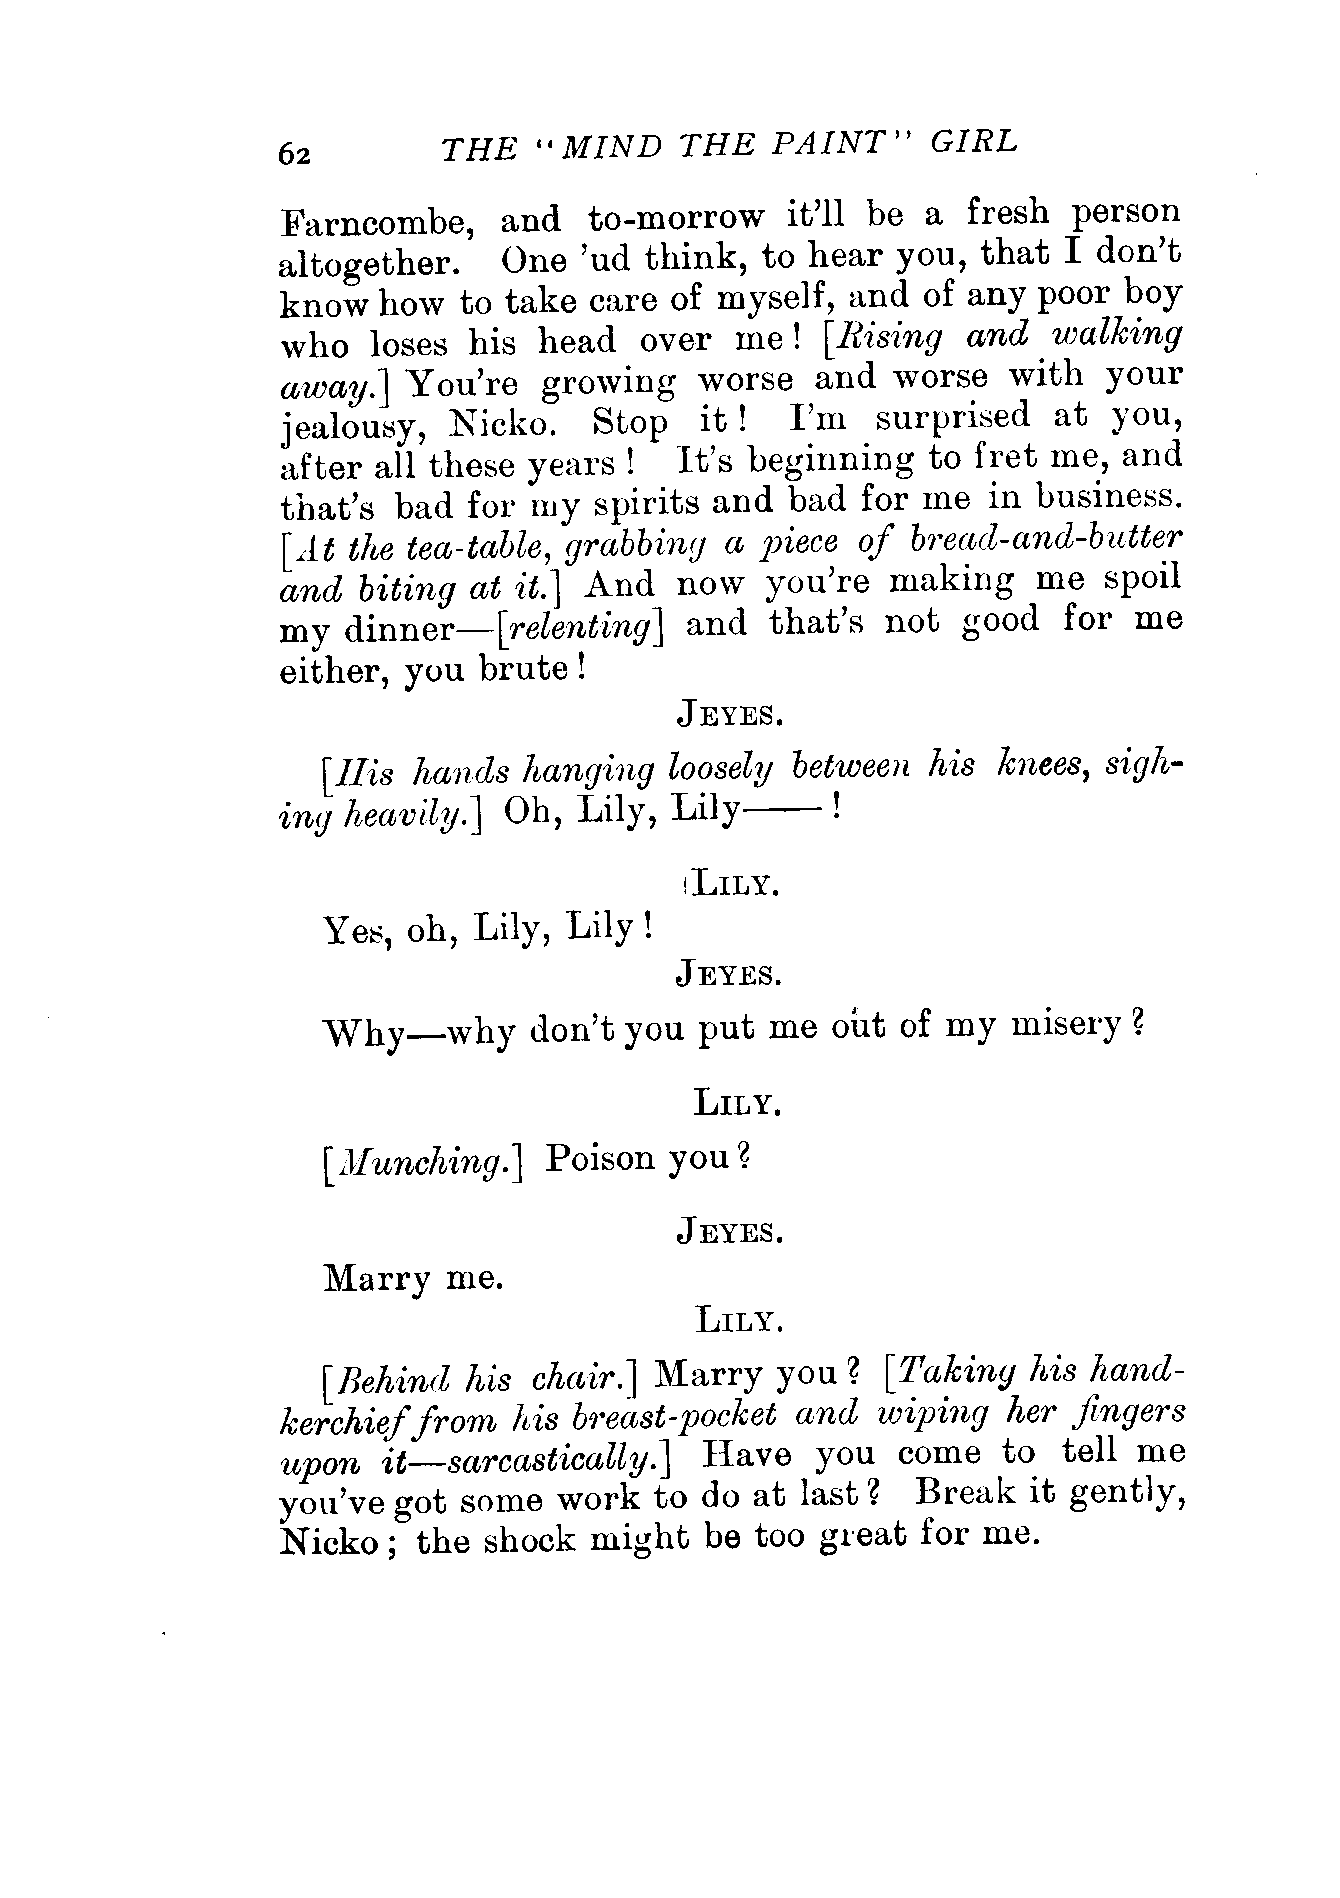 62 THE "MIND THE PAINT" GIRL
Farncombe, and to-morrow it'll be a fresh person
altogether. One 'ud think, to hear you, that I don't
know how to take care of myself, and of any poor boy
who loses his head over me! [Rising and walking
away.] You're growing worse and worse with your
jealousy, Nicko. Stop it! I'm surprised at you,
after all these years! It's beginning to fret me, and
that's bad for my spirits and bad for me in business.
[At the tea-table, grabbing a piece of bread-and-butter
and biting at it.] And now you're making me spoil
my dinner—[relenting] and that's not good for me
either, you brute!
JEYES.
[His hands hanging loosely between his knees, sigh-
ing heavily.] Oh, Lily, Lily——!
LILY.
Yes, oh, Lily, Lily!
JEYES.
Why—why don't you put me out of my misery?
LILY.
[Munching.] Poison you?
JEYES.
Marry me.
LILY.
[Behind his chair.] Marry you? [Taking his hand-
kerchief from his breast-pocket and wiping her fingers
upon it—sarcastically.] Have you come to tell me
you've got some work to do at last? Break it gently,
Nicko; the shock might be too great for me.